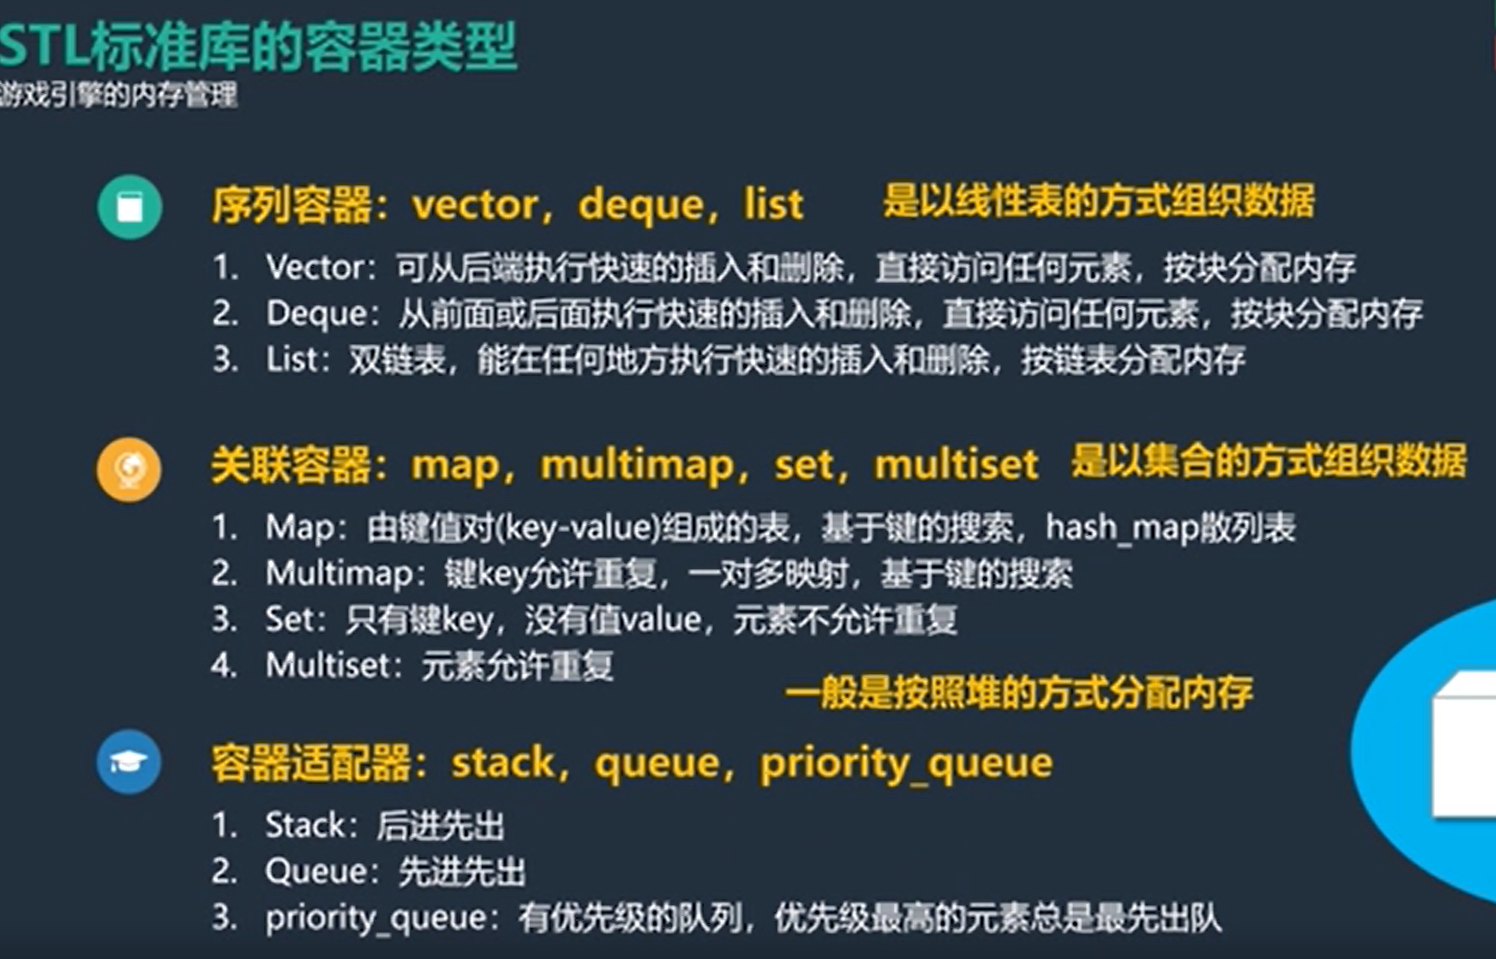 STL标准库的容器类型
游戏引擎的内存管理
序列容器：vector，deque，list 是以线性表的方式组织数据
1. Vector：可从后端执行快速的插入和删除，直接访问任何元素，按块分配内存
2. Deque：从前面或后面执行快速的插入和删除，直接访问任何元素，按块分配内存
3. List：双链表，能在任何地方执行快速的插入和删除，按链表分配内存
关联容器：map，multimap，set，multiset 是以集合的方式组织数据
1. Map：由键值对(key-value)组成的表，基于键的搜索，hash_map散列表
2. Multimap：键key允许重复，一对多映射，基于键的搜索
3. Set：只有键key，没有值value，元素不允许重复
4. Multiset：元素允许重复
一般是按照堆的方式分配内存
容器适配器：stack，queue，priority_queue
1. Stack：后进先出
2. Queue：先进先出
3. priority_queue：有优先级的队列，优先级最高的元素总是最先出队